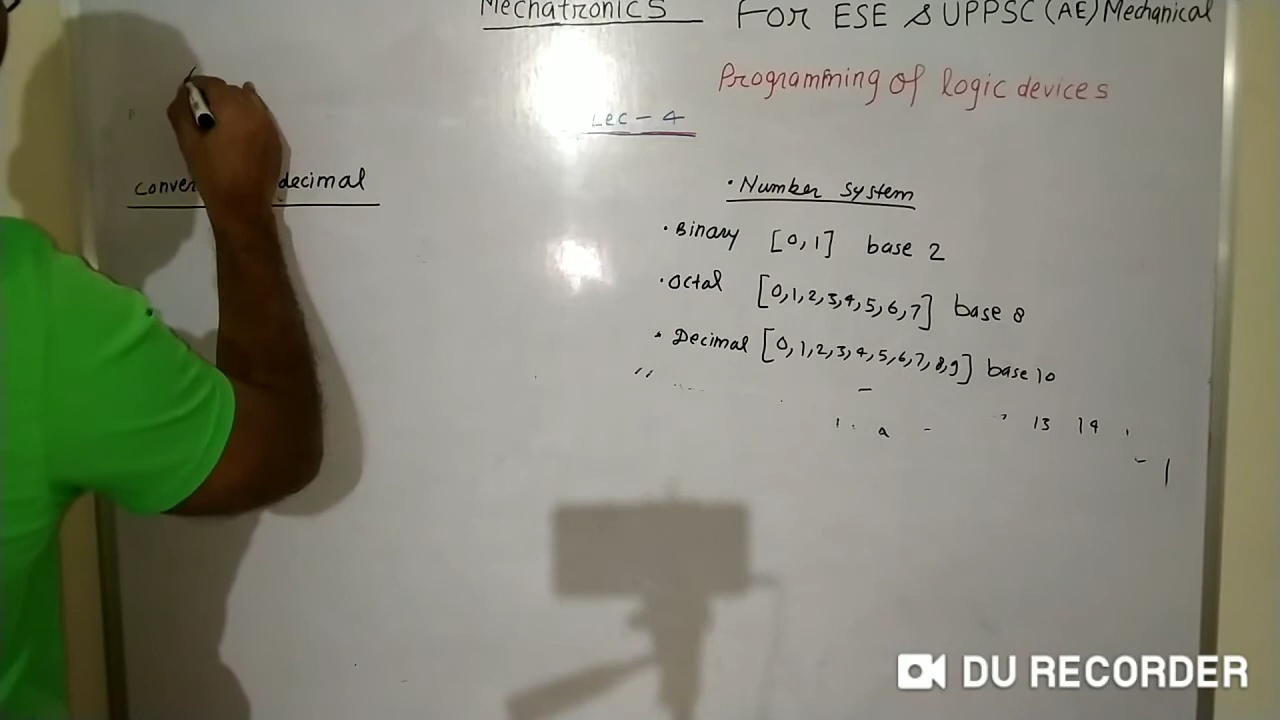 Mechatronics For ESE & UPPSC (AE) Mechanical
Programming of logic devices
Lec - 4
decimal
• Number system
• Binary [0,1] base 2
• Octal [0,1,2,3,4,5,6,7] base 8
• Decimal [0,1,2,3,4,5,6,7,8,9] base 10
13 14
DU RECORDER